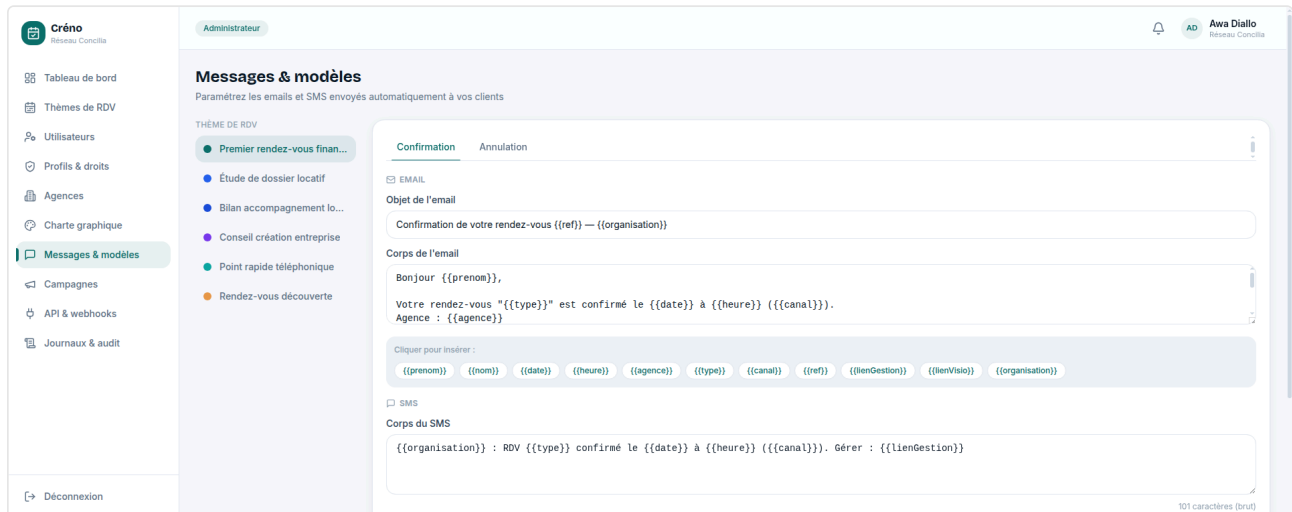 Créno
Réseau Concilia
Tableau de bord
Thèmes de RDV
Utilisateurs
Profils & droits
Agences
Charte graphique
Messages & modèles
Campagnes
API & webhooks
Journaux & audit
Déconnexion
Administrateur
AD
Awa Diallo
Réseau Concilia
Messages & modèles
Paramétrez les emails et SMS envoyés automatiquement à vos clients
THÈME DE RDV
Premier rendez-vous finan...
Étude de dossier locatif
Bilan accompagnement lo...
Conseil création entreprise
Point rapide téléphonique
Rendez-vous découverte
Confirmation Annulation
EMAIL
Objet de l'email
Confirmation de votre rendez-vous {{ref}} — {{organisation}}
Corps de l'email
Bonjour {{prenom}},
Votre rendez-vous "{{type}}" est confirmé le {{date}} à {{heure}} ({{canal}}).
Agence : {{agence}}
Cliquer pour insérer :
{{prenom}} {{nom}} {{date}} {{heure}} {{agence}} {{type}} {{canal}} {{ref}} {{lienGestion}} {{lienVisio}} {{organisation}}
SMS
Corps du SMS
{{organisation}} : RDV {{type}} confirmé le {{date}} à {{heure}} ({{canal}}). Gérer : {{lienGestion}}
101 caractères (brut)